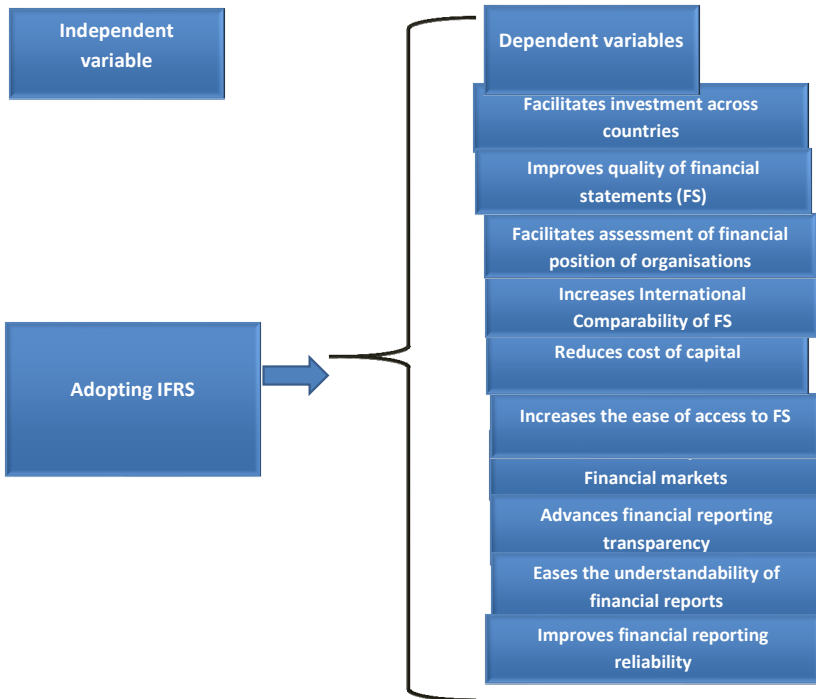 Independent
variable
Dependent variables
Facilitates investment across
countries
Improves quality of financial
statements (FS)
Facilitates assessment of financial
position of organisations
Increases International
Comparability of FS
Reduces cost of capital
Adopting IFRS
Increases the ease of access to FS
Financial markets
Advances financial reporting
transparency
Eases the understandability of
financial reports
Improves financial reporting
reliability